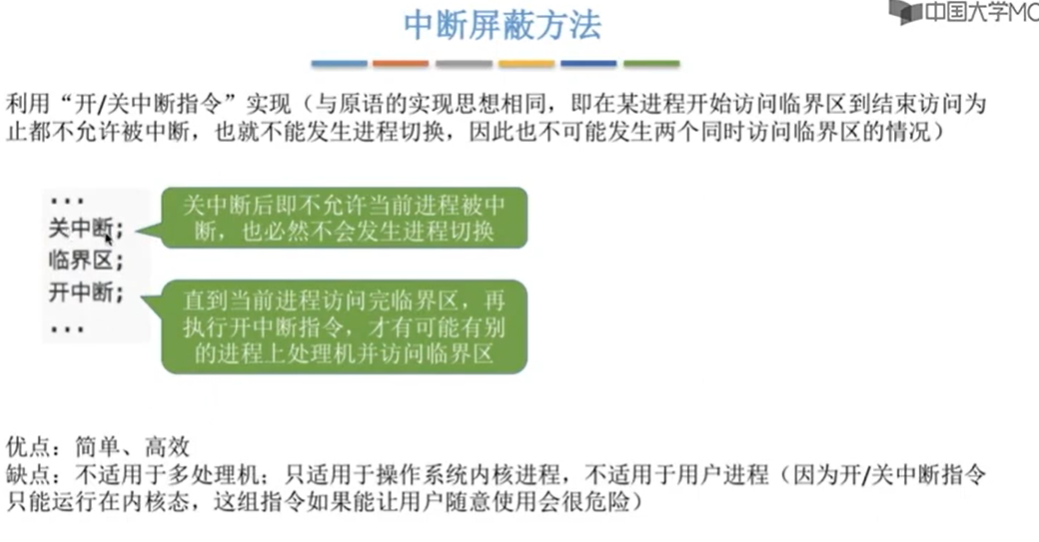 中断屏蔽方法
中国大学MO
利用“开/关中断指令”实现（与原语的实现思想相同，即在某进程开始访问临界区到结束访问为
止都不允许被中断，也就不能发生进程切换，因此也不可能发生两个同时访问临界区的情况）
...
关中断;
临界区;
开中断;
...
关中断后即不允许当前进程被中
断，也必然不会发生进程切换
直到当前进程访问完临界区，再
执行开中断指令，才有可能有别
的进程上处理机并访问临界区
优点：简单、高效
缺点：不适用于多处理机；只适用于操作系统内核进程，不适用于用户进程（因为开/关中断指令
只能运行在内核态，这组指令如果能让用户随意使用会很危险）